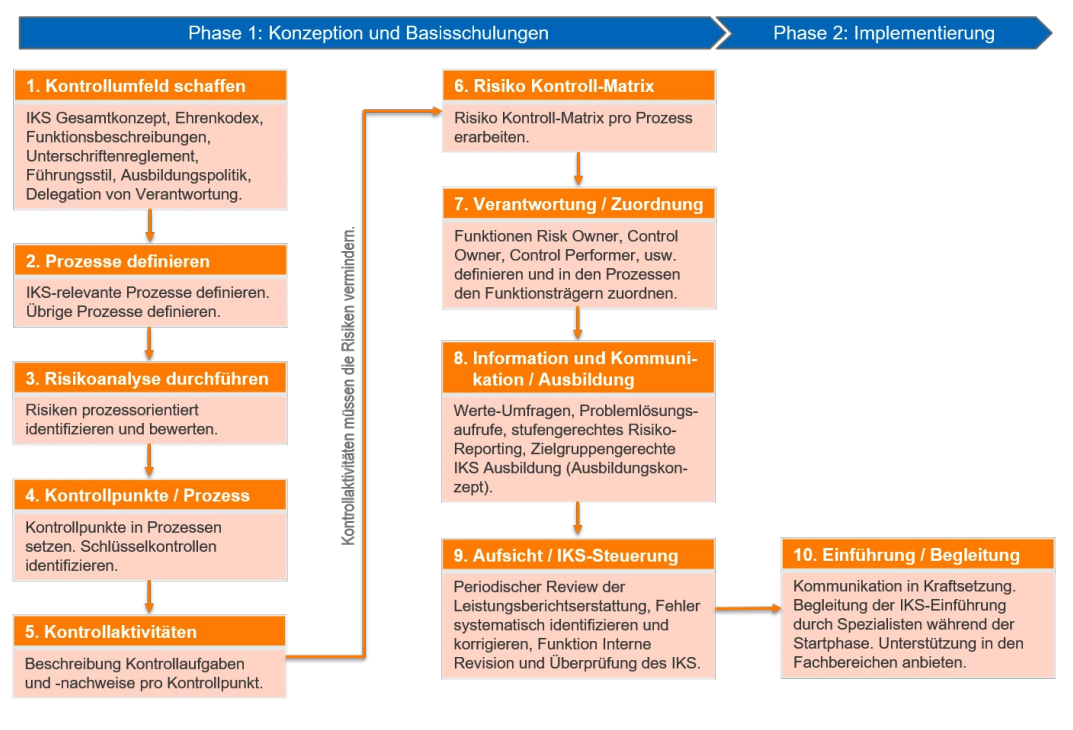 Phase 1: Konzeption und Basisschulungen
Phase 2: Implementierung
1. Kontrollumfeld schaffen
IKS Gesamtkonzept, Ehrenkodex,
Funktionsbeschreibungen,
Unterschriftenreglement,
Führungsstil, Ausbildungspolitik,
Delegation von Verantwortung.
2. Prozesse definieren
IKS-relevante Prozesse definieren.
Übrige Prozesse definieren.
3. Risikoanalyse durchführen
Risiken prozessorientiert
identifizieren und bewerten.
4. Kontrollpunkte / Prozess
Kontrollpunkte in Prozessen
setzen. Schlüsselkontrollen
identifizieren.
5. Kontrollaktivitäten
Beschreibung Kontrollaufgaben
und -nachweise pro Kontrollpunkt.
Kontrollaktivitäten müssen die Risiken vermindern.
6. Risiko Kontroll-Matrix
Risiko Kontroll-Matrix pro Prozess
erarbeiten.
7. Verantwortung / Zuordnung
Funktionen Risk Owner, Control
Owner, Control Performer, usw.
definieren und in den Prozessen
den Funktionsträgern zuordnen.
8. Information und Kommuni-
kation / Ausbildung
Werte-Umfragen, Problemlösungs-
aufrufe, stufengerechtes Risiko-
Reporting, Zielgruppengerechte
IKS Ausbildung (Ausbildungskon-
zept).
9. Aufsicht / IKS-Steuerung
Periodischer Review der
Leistungsberichtserstattung, Fehler
systematisch identifizieren und
korrigieren, Funktion Interne
Revision und Überprüfung des IKS.
10. Einführung / Begleitung
Kommunikation in Kraftsetzung.
Begleitung der IKS-Einführung
durch Spezialisten während der
Startphase. Unterstützung in den
Fachbereichen anbieten.